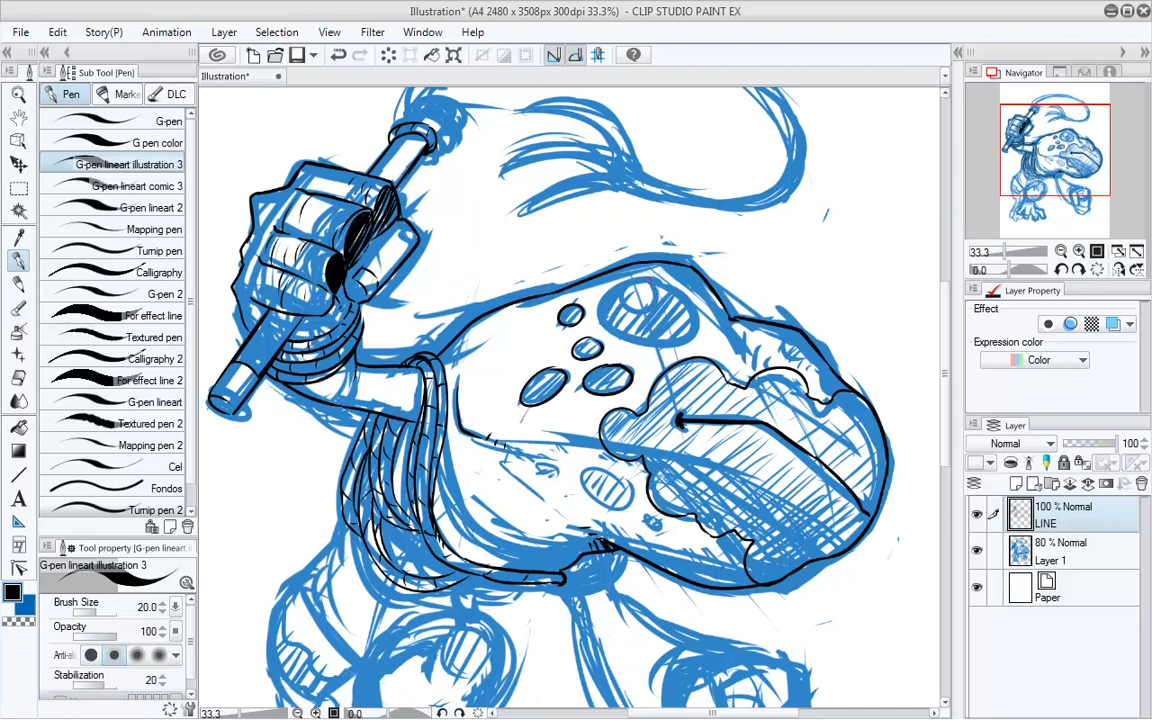 Illustration* (A4 2480 x 3508px 300dpi 33.3%) - CLIP STUDIO PAINT EX
File Edit Story(P) Animation Layer Selection View Filter Window Help
Sub Tool [Pen]
Illustration*
Navigator
Pen Marke DLC
G-pen
G pen color
G-pen lineart illustration 3
G-pen lineart comic 3
G-pen lineart 2
Mapping pen
Turnip pen
Calligraphy
G-pen 2
For effect line
Textured pen
Calligraphy 2
For effect line 2
G-pen lineart
Textured pen 2
Mapping pen 2
Cel
Fondos
Turnip pen 2
Tool property [G-pen lineart i
G-pen lineart illustration 3
Brush Size 20.0
Opacity 100
Anti-al
Stabilization 20
33.3 0.0
33.3
0.0
Layer Property
Effect
Expression color
Color
Layer
Normal 100
100 % Normal
LINE
80 % Normal
Layer 1
Paper